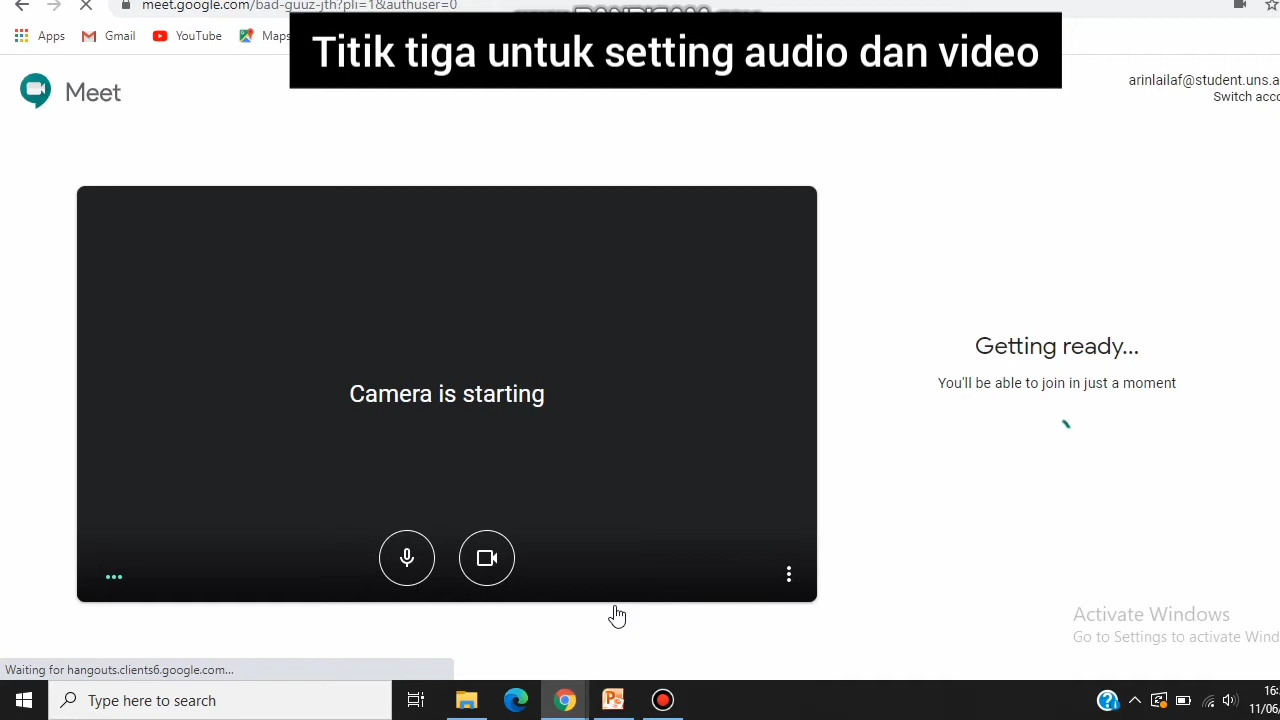 meet.google.com/bad-guuz-jth?pli=1&authuser=0
Apps
Gmail
YouTube
Maps
Titik tiga untuk setting audio dan video
Meet
arinlailaf@student.uns.a
Switch acco
Camera is starting
Getting ready...
You'll be able to join in just a moment
Activate Windows
Go to Settings to activate Wind
Waiting for hangouts.clients6.google.com...
Type here to search
16:
11/06/